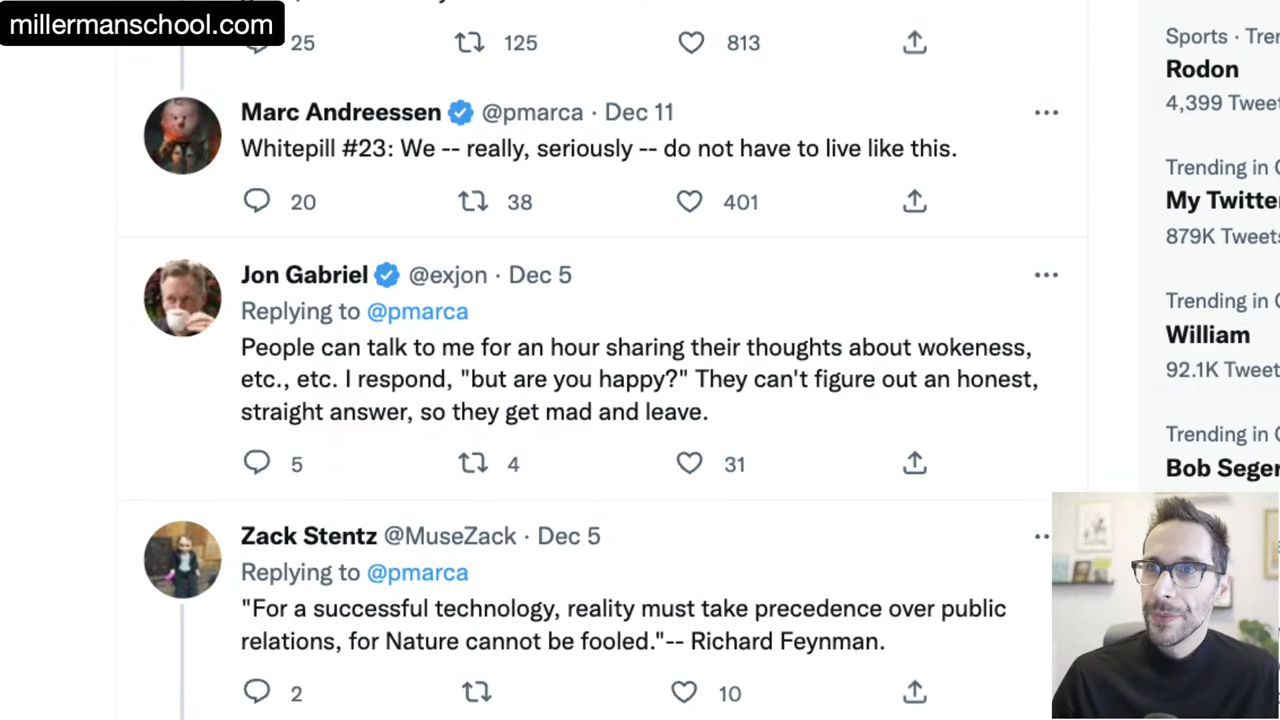 millermanschool.com
25 125 813
Marc Andreessen @pmarca · Dec 11
Whitepill #23: We -- really, seriously -- do not have to live like this.
20 38 401
Jon Gabriel @exjon · Dec 5
Replying to @pmarca
People can talk to me for an hour sharing their thoughts about wokeness,
etc., etc. I respond, "but are you happy?" They can't figure out an honest,
straight answer, so they get mad and leave.
5 4 31
Zack Stentz @MuseZack · Dec 5
Replying to @pmarca
"For a successful technology, reality must take precedence over public
relations, for Nature cannot be fooled."-- Richard Feynman.
2 10
Sports · Tren
Rodon
4,399 Tweet
Trending in C
My Twitte
879K Tweets
Trending in C
William
92.1K Tweet
Trending in C
Bob Seger